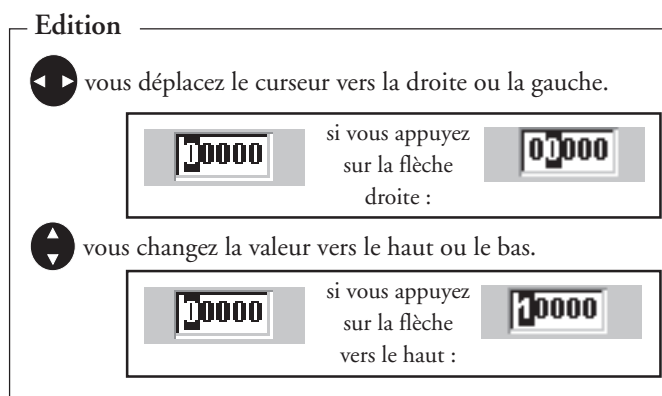 Edition
vous déplacez le curseur vers la droite ou la gauche.
00000
si vous appuyez
sur la flèche
droite :
00000
vous changez la valeur vers le haut ou le bas.
00000
si vous appuyez
sur la flèche
vers le haut :
10000